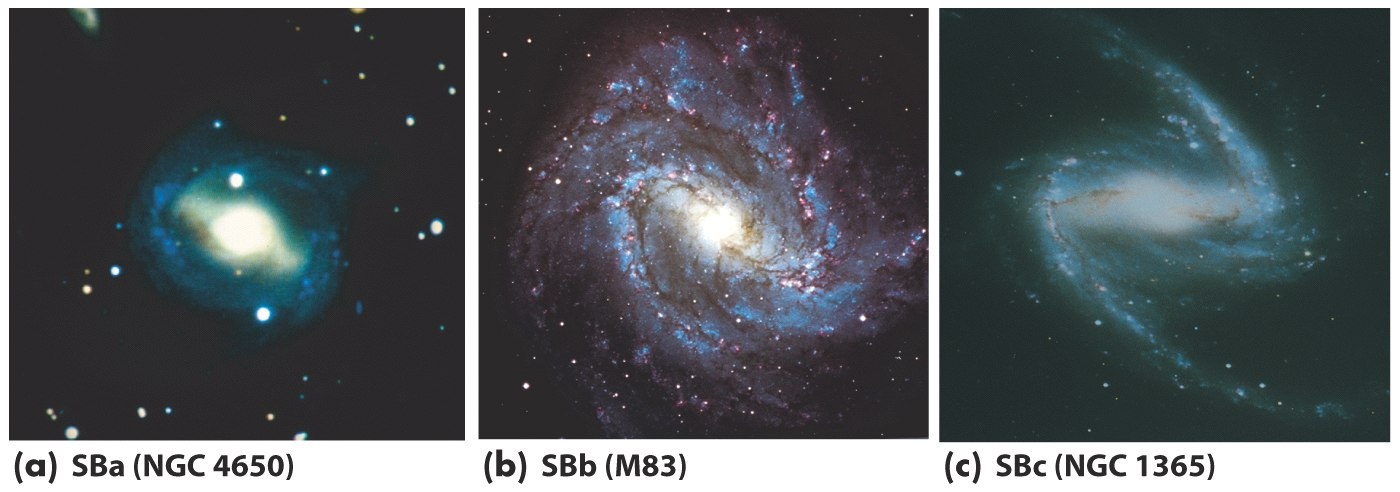 (a) SBa (NGC 4650)
(b) SBb (M83)
(c) SBc (NGC 1365)